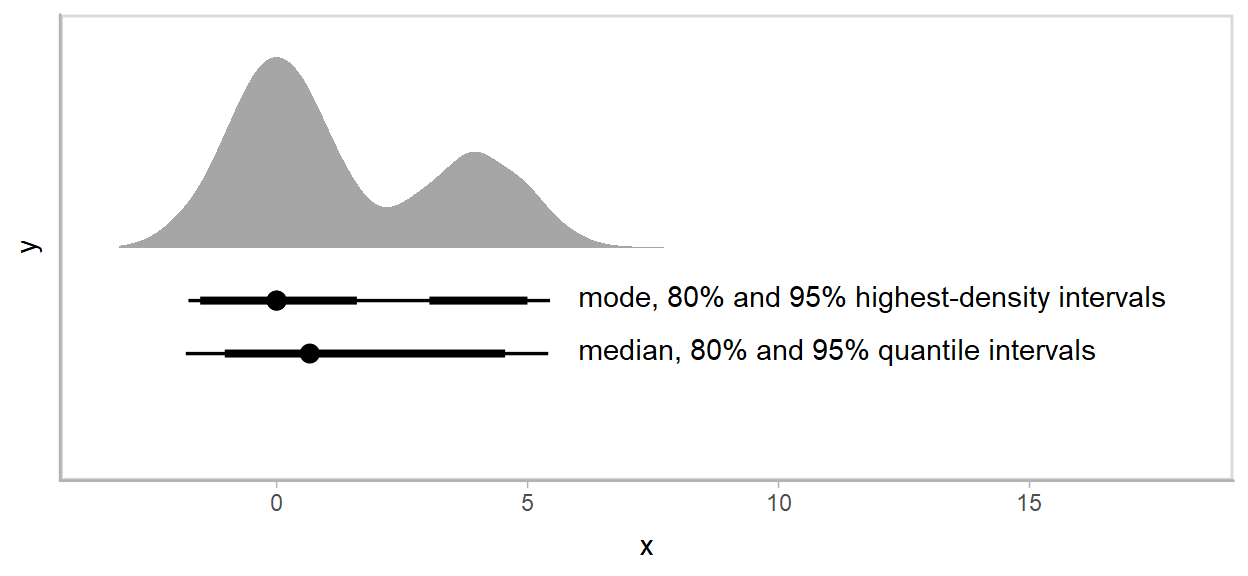 y
mode, 80% and 95% highest-density intervals
median, 80% and 95% quantile intervals
0 5 10 15
x